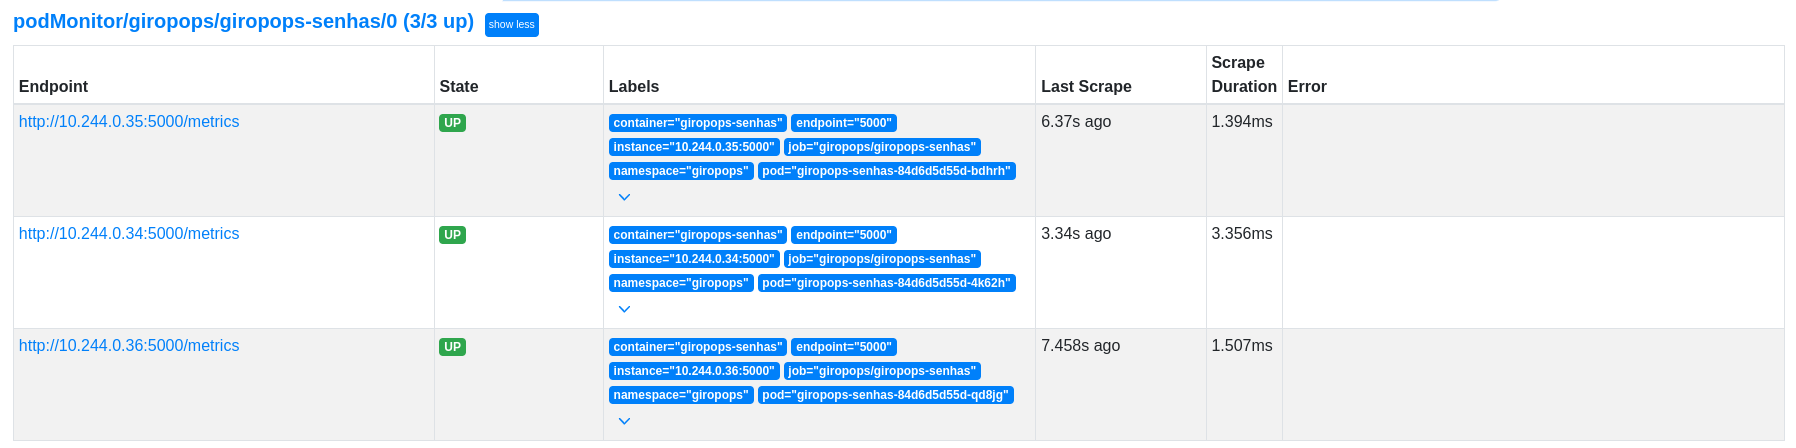 podMonitor/giropops/giropops-senhas/0 (3/3 up) show less
Endpoint State Labels Last Scrape Scrape Duration Error
http://10.244.0.35:5000/metrics UP container="giropops-senhas" endpoint="5000" 6.37s ago 1.394ms
instance="10.244.0.35:5000" job="giropops/giropops-senhas"
namespace="giropops" pod="giropops-senhas-84d6d5d55d-bdhrh"
http://10.244.0.34:5000/metrics UP container="giropops-senhas" endpoint="5000" 3.34s ago 3.356ms
instance="10.244.0.34:5000" job="giropops/giropops-senhas"
namespace="giropops" pod="giropops-senhas-84d6d5d55d-4k62h"
http://10.244.0.36:5000/metrics UP container="giropops-senhas" endpoint="5000" 7.458s ago 1.507ms
instance="10.244.0.36:5000" job="giropops/giropops-senhas"
namespace="giropops" pod="giropops-senhas-84d6d5d55d-qd8jg"